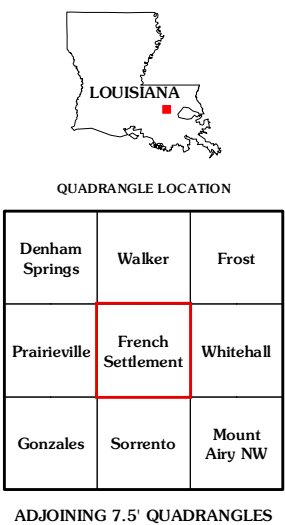 LOUISIANA
QUADRANGLE LOCATION
Denham
Springs
Walker
Frost
Prairieville
French
Settlement
Whitehall
Gonzales
Sorrento
Mount
Airy NW
ADJOINING 7.5' QUADRANGLES